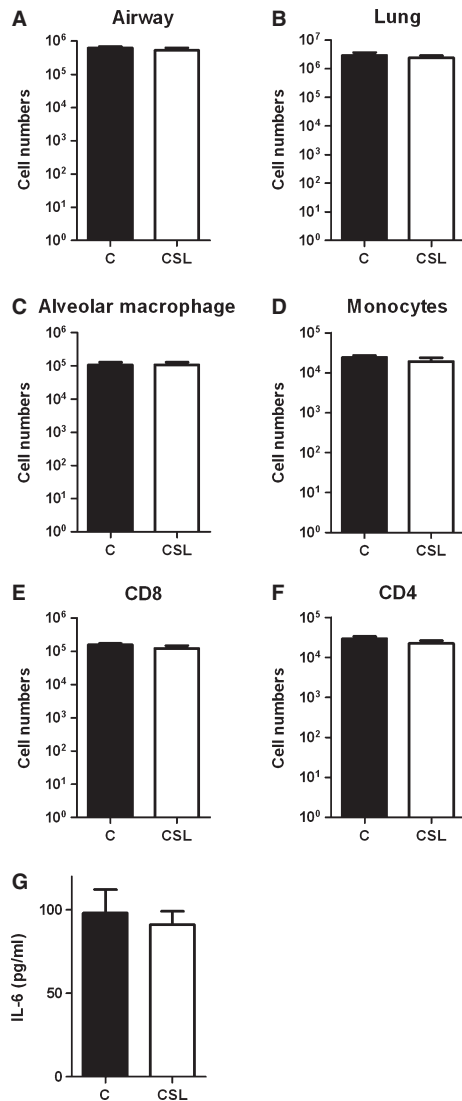 A Airway
10^6
10^5
10^4
10^3
10^2
10^1
10^0
Cell numbers
C CSL
B Lung
10^7
10^6
10^5
10^4
10^3
10^2
10^1
10^0
Cell numbers
C CSL
C Alveolar macrophage
10^6
10^5
10^4
10^3
10^2
10^1
10^0
Cell numbers
C CSL
D Monocytes
10^5
10^4
10^3
10^2
10^1
10^0
Cell numbers
C CSL
E CD8
10^6
10^5
10^4
10^3
10^2
10^1
10^0
Cell numbers
C CSL
F CD4
10^5
10^4
10^3
10^2
10^1
10^0
Cell numbers
C CSL
G
100
50
0
IL-6 (pg/ml)
C CSL